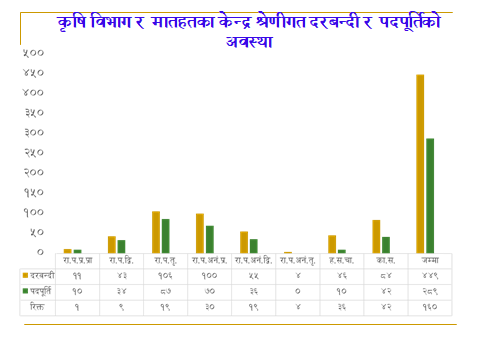 कृषि विभाग र मातहतका केन्द्र श्रेणीगत दरबन्दी र पदपूर्तिको
अवस्था
५००
४५०
४००
३५०
३००
२५०
२००
१५०
१००
५०
०
रा.प.प्र.प्रा रा.प.द्वि. रा.प.तृ. रा.प.अनं.प्र. रा.प.अनं.द्वि. रा.प.अनं.तृ. ह.स.चा. का.स. जम्मा
दरबन्दी ११ ४३ १०६ १०० ५५ ४ ४६ ८४ ४४९
पदपूर्ति १० ३४ ८७ ७० ३६ ० १० ४२ २८९
रिक्त १ ९ १९ ३० १९ ४ ३६ ४२ १६०